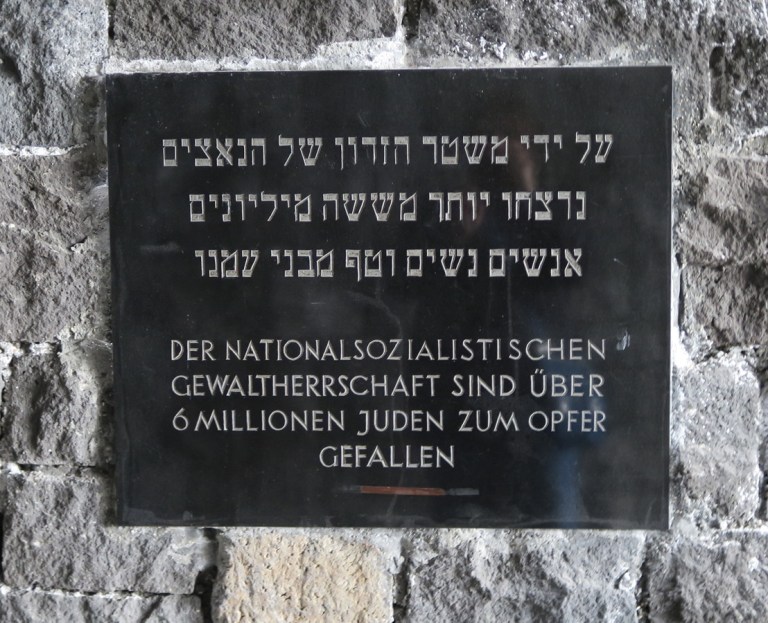 על ידי משטר הזדון של הנאצים
נרצחו יותר מששה מיליונים
אנשים נשים וטף מבני עמנו
DER NATIONALSOZIALISTISCHEN
GEWALTHERRSCHAFT SIND ÜBER
6 MILLIONEN JUDEN ZUM OPFER
GEFALLEN